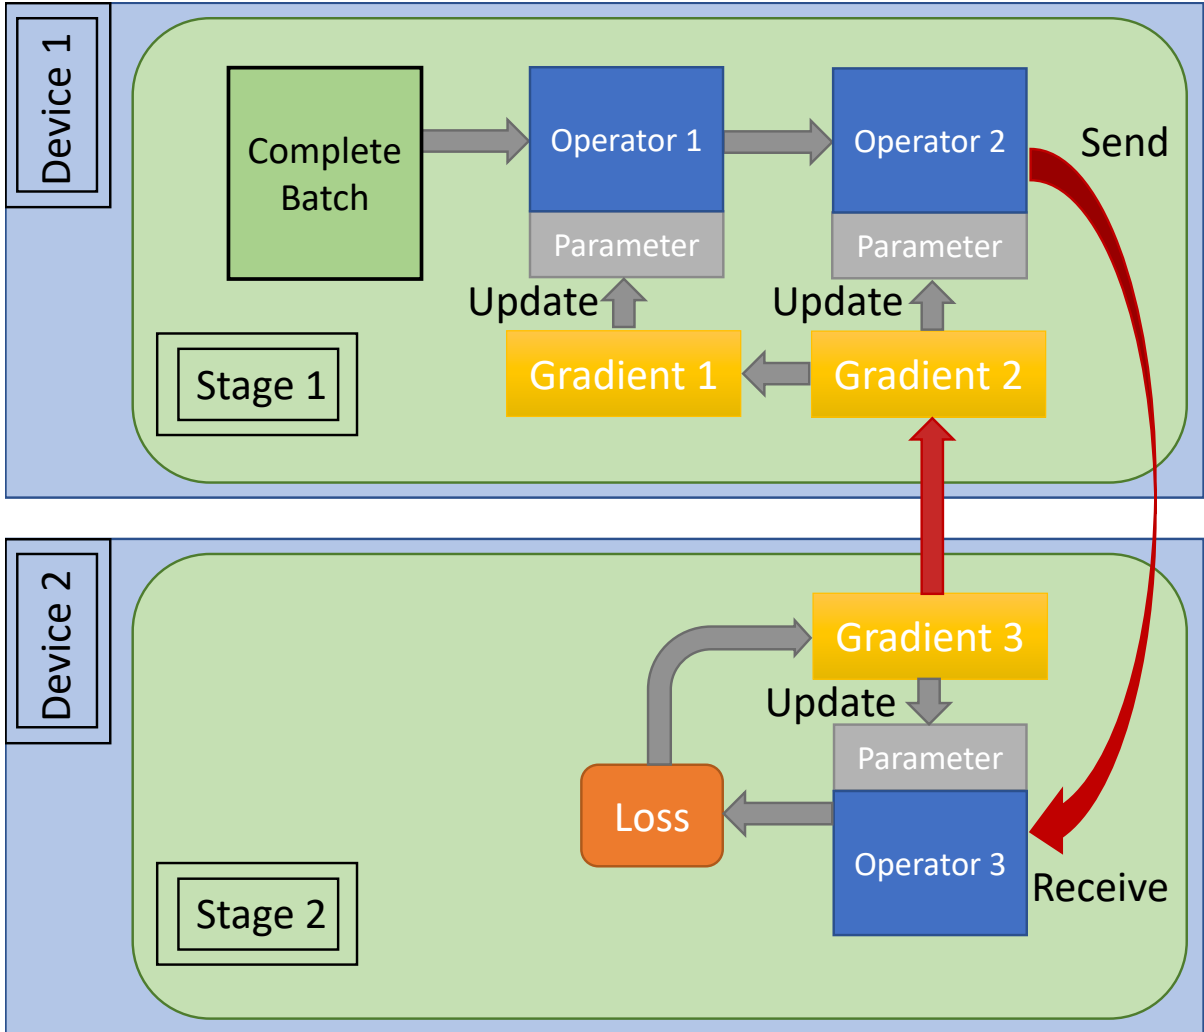 Device 1
Complete
Batch
Operator 1
Operator 2
Send
Parameter
Parameter
Update
Update
Gradient 1
Gradient 2
Stage 1
Device 2
Gradient 3
Update
Parameter
Loss
Operator 3
Receive
Stage 2